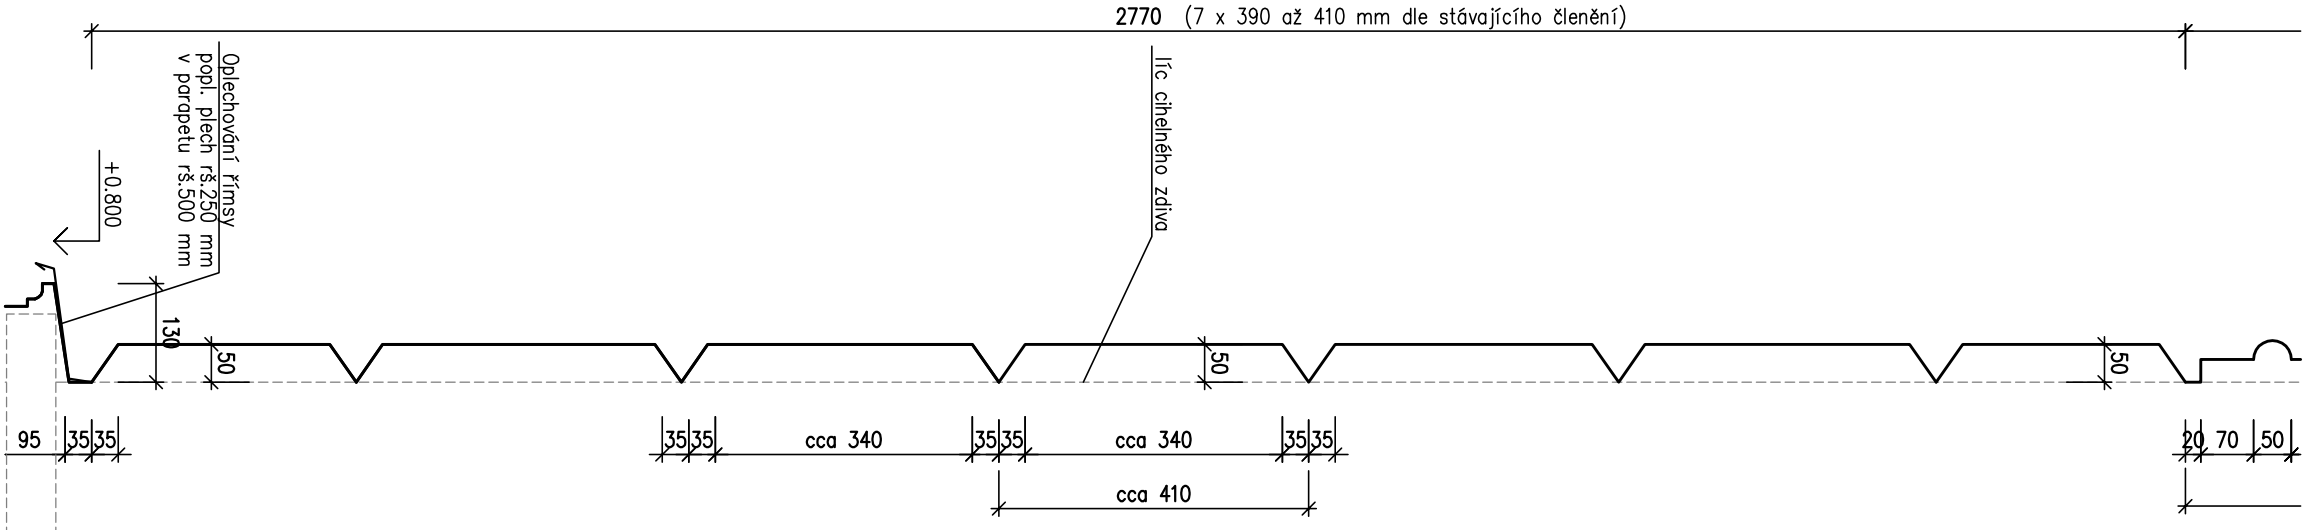 2770 (7 x 390 až 410 mm dle stávajícího členění)
Oplechování římsy
popl. plech rš.250 mm
v parapetu rš.500 mm
líc cihelného zdiva
+0.800
130
50
50
50
95
35
35
35
35
cca 340
35
35
cca 340
35
35
20
70
50
cca 410